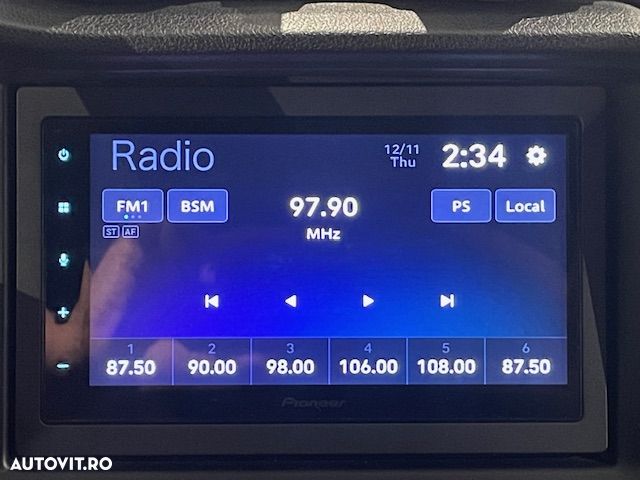 Radio
12/11
Thu
2:34
FM1
BSM
97.90
MHz
PS
Local
ST AF
1 2 3 4 5 6
87.50 90.00 98.00 106.00 108.00 87.50
Pioneer
AUTOVIT.RO